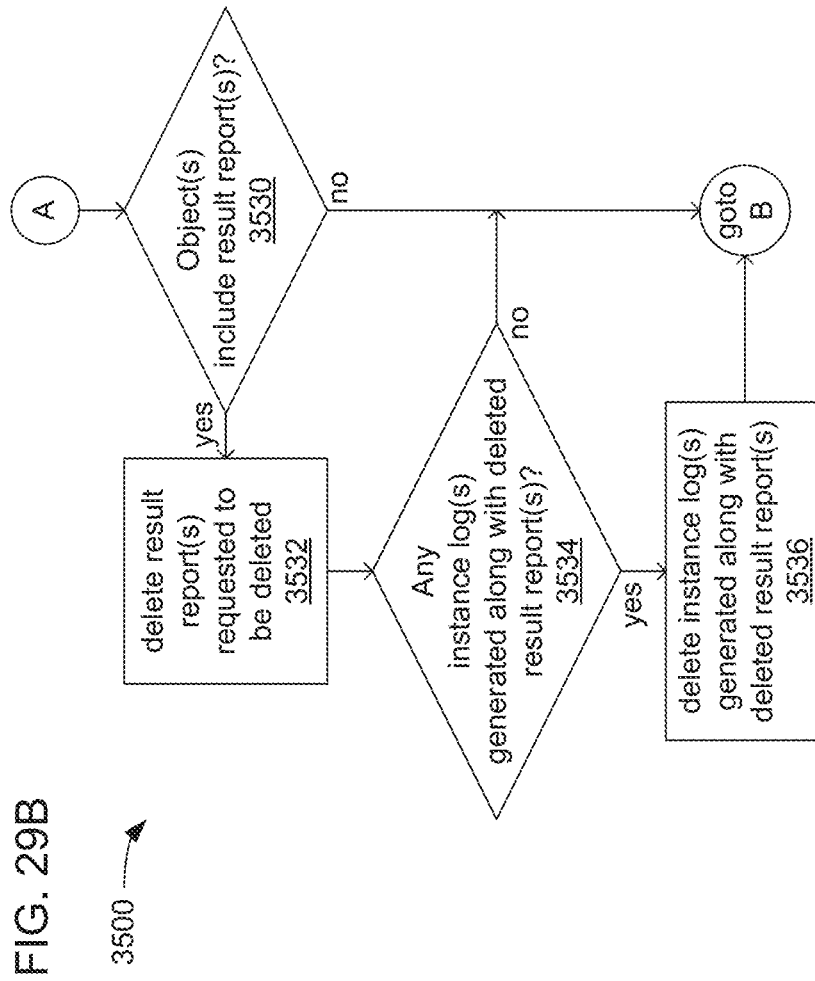 FIG. 29B
3500
A
Object(s)
include result report(s)?
3530
yes
no
delete result
report(s)
requested to
be deleted
3532
Any
instance log(s)
generated along with deleted
result report(s)?
3534
no
yes
delete instance log(s)
generated along with
deleted result report(s)
3536
goto
B